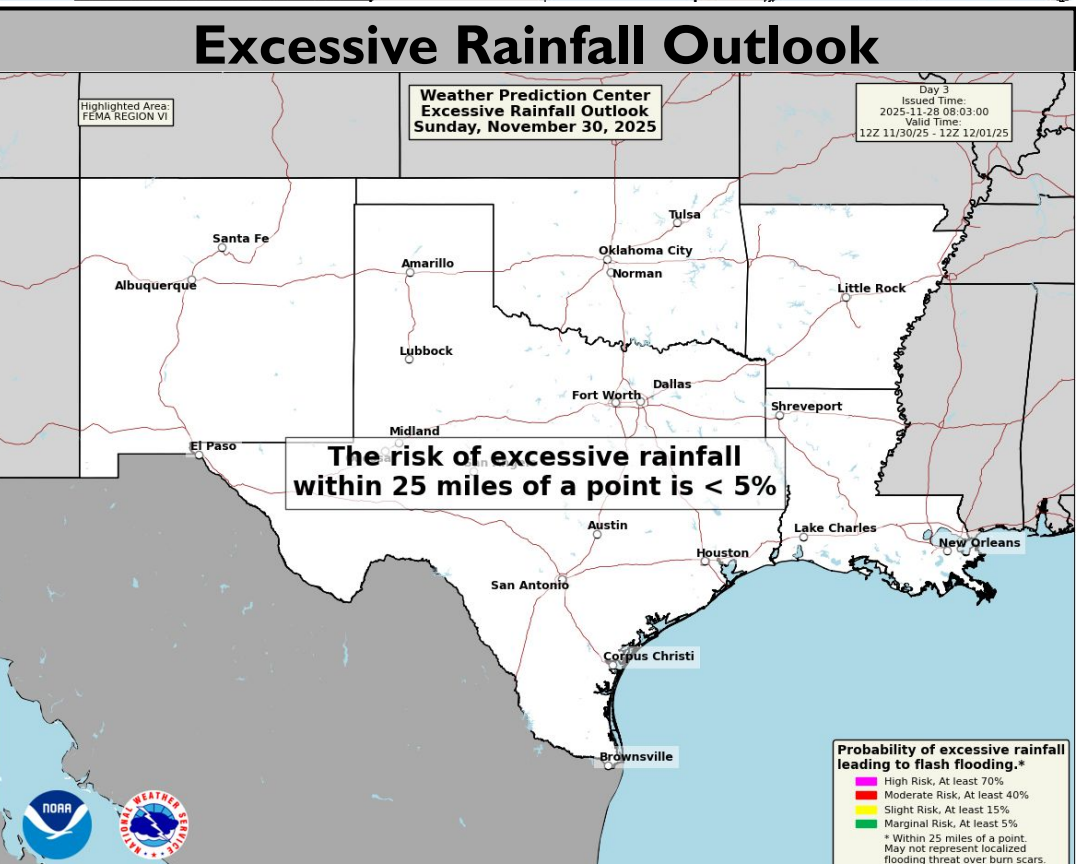 Excessive Rainfall Outlook
Highlighted Area:
FEMA REGION VI
Weather Prediction Center
Excessive Rainfall Outlook
Sunday, November 30, 2025
Day 3
Issued Time:
2025-11-28 08:03:00
Valid Time:
12Z 11/30/25 - 12Z 12/01/25
Tulsa
Santa Fe
Oklahoma City
Amarillo
Norman
Albuquerque
Little Rock
Lubbock
Dallas
Fort Worth
Shreveport
Midland
El Paso
The risk of excessive rainfall
within 25 miles of a point is < 5%
Austin
Lake Charles
New Orleans
Houston
San Antonio
Corpus Christi
Brownsville
Probability of excessive rainfall
leading to flash flooding.*
High Risk, At least 70%
Moderate Risk, At least 40%
Slight Risk, At least 15%
Marginal Risk, At least 5%
* Within 25 miles of a point.
May not represent localized
flooding threat over burn scars.
NOAA
NATIONAL WEATHER SERVICE